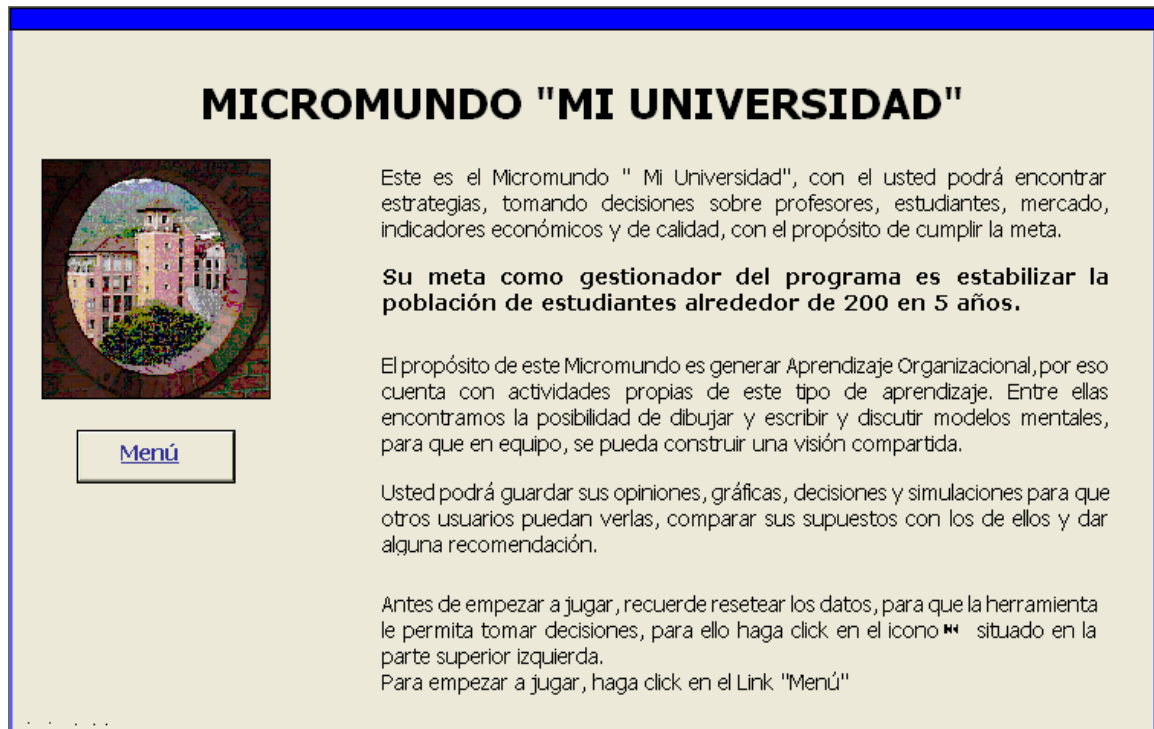 MICROMUNDO "MI UNIVERSIDAD"
Este es el Micromundo " Mi Universidad", con el usted podrá encontrar
estrategias, tomando decisiones sobre profesores, estudiantes, mercado,
indicadores económicos y de calidad, con el propósito de cumplir la meta.
Su meta como gestionador del programa es estabilizar la
población de estudiantes alrededor de 200 en 5 años.
El propósito de este Micromundo es generar Aprendizaje Organizacional,por eso
cuenta con actividades propias de este tipo de aprendizaje. Entre ellas
encontramos la posibilidad de dibujar y escribir y discutir modelos mentales,
para que en equipo, se pueda construir una visión compartida.
Menú
Usted podrá guardar sus opiniones, gráficas, decisiones y simulaciones para que
otros usuarios puedan verlas, comparar sus supuestos con los de ellos y dar
alguna recomendación.
Antes de empezar a jugar, recuerde resetear los datos, para que la herramienta
le permita tomar decisiones, para ello haga click en el icono situado en la
parte superior izquierda.
Para empezar a jugar, haga click en el Link "Menú"